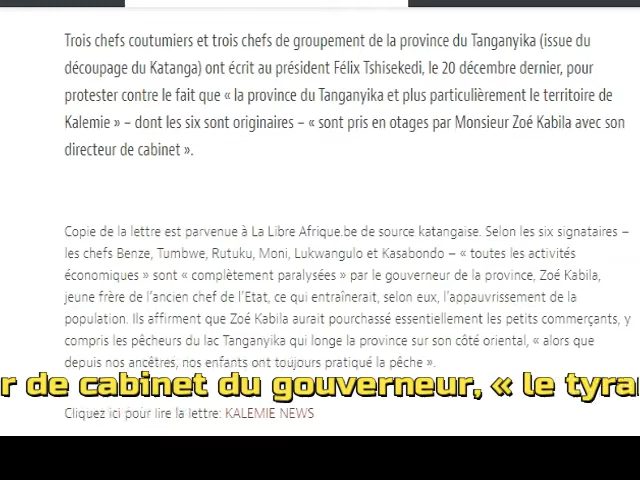 Trois chefs coutumiers et trois chefs de groupement de la province du Tanganyika (issue du
découpage du Katanga) ont écrit au président Félix Tshisekedi, le 20 décembre dernier, pour
protester contre le fait que « la province du Tanganyika et plus particulièrement le territoire de
Kalemie » – dont les six sont originaires – « sont pris en otages par Monsieur Zoé Kabila avec son
directeur de cabinet ».
Copie de la lettre est parvenue à La Libre Afrique.be de source katangaise. Selon les six signataires –
les chefs Benze, Tumbwe, Rutuku, Moni, Lukwangulo et Kasabondo – « toutes les activités
économiques » sont « complètement paralysées » par le gouverneur de la province, Zoé Kabila,
jeune frère de l'ancien chef de l'Etat, ce qui entraînerait, selon eux, l'appauvrissement de la
population. Ils affirment que Zoé Kabila aurait pourchassé essentiellement les petits commerçants, y
compris les pêcheurs du lac Tanganyika qui longe la province sur son côté oriental, « alors que
depuis nos ancêtres, nos enfants ont toujours pratiqué la pêche ».
r de cabinet du gouverneur, « le tyra
Cliquez ici pour lire la lettre: KALEMIE NEWS